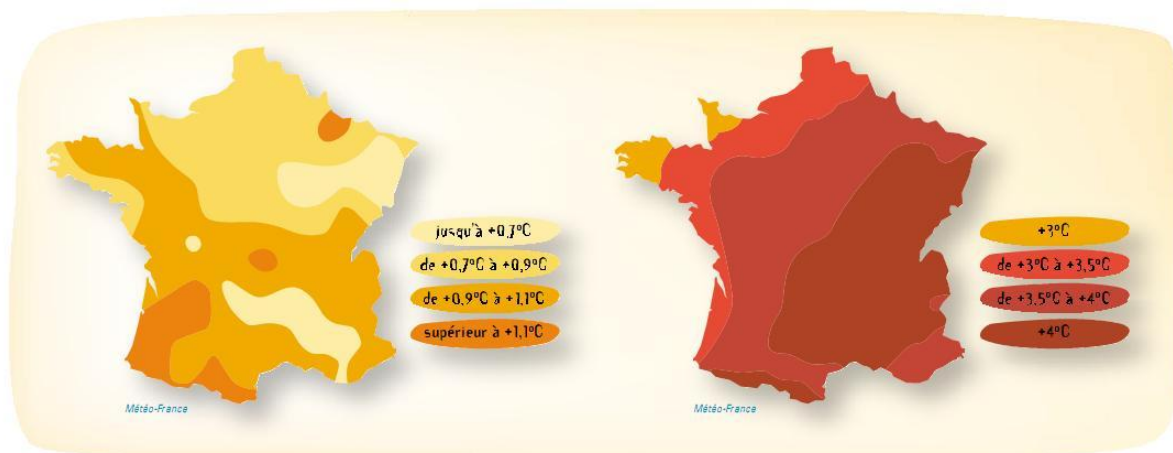 jusqu'à +0,7°C
de +0,7°C à +0,9°C
de +0,9°C à +1,1°C
supérieur à +1,1°C
Météo-France
+3°C
de +3°C à +3,5°C
de +3,5°C à +4°C
+4°C
Météo-France